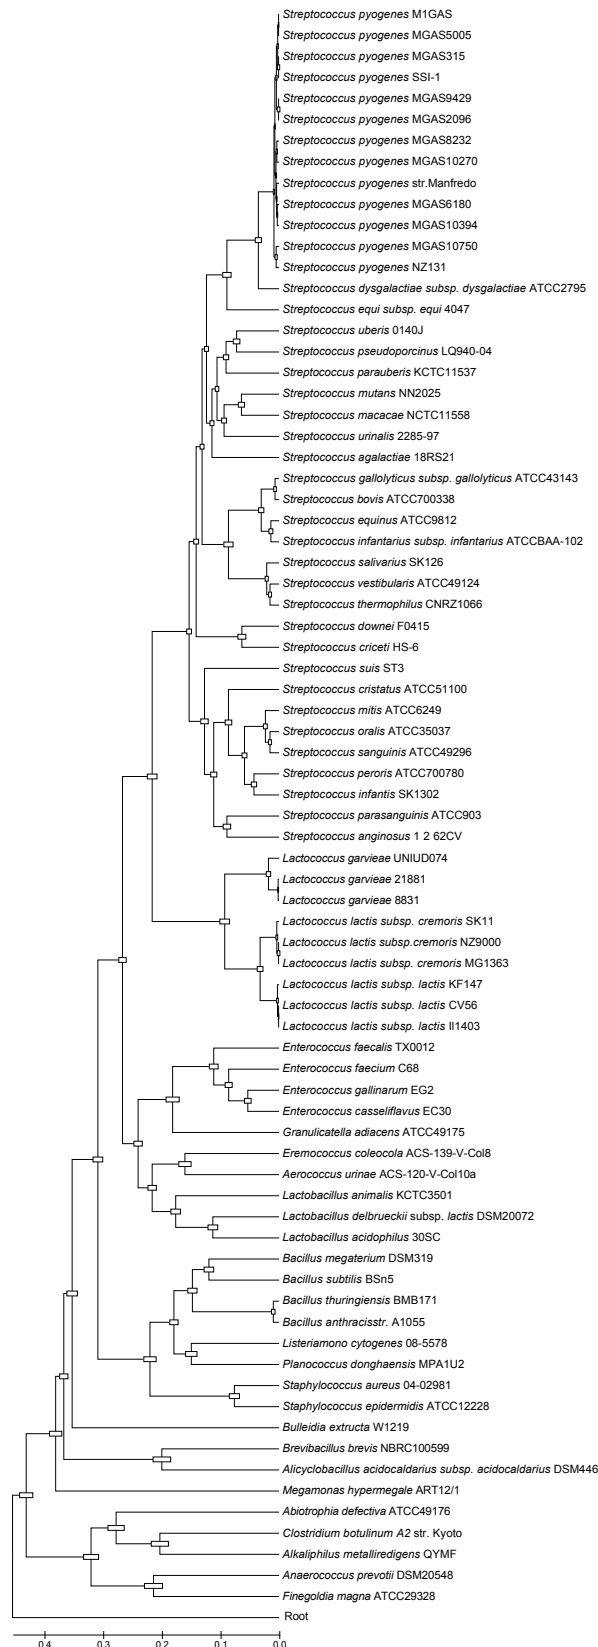 Streptococcus pyogenes M1GAS
Streptococcus pyogenes MGAS5005
Streptococcus pyogenes MGAS315
Streptococcus pyogenes SSI-1
Streptococcus pyogenes MGAS9429
Streptococcus pyogenes MGAS2096
Streptococcus pyogenes MGAS8232
Streptococcus pyogenes MGAS10270
Streptococcus pyogenes str.Manfredo
Streptococcus pyogenes MGAS6180
Streptococcus pyogenes MGAS10394
Streptococcus pyogenes MGAS10750
Streptococcus pyogenes NZ131
Streptococcus dysgalactiae subsp. dysgalactiae ATCC2795
Streptococcus equi subsp. equi 4047
Streptococcus uberis 0140J
Streptococcus pseudoporcinus LQ940-04
Streptococcus parauberis KCTC11537
Streptococcus mutans NN2025
Streptococcus macacae NCTC11558
Streptococcus urinalis 2285-97
Streptococcus agalactiae 18RS21
Streptococcus gallolyticus subsp. gallolyticus ATCC43143
Streptococcus bovis ATCC700338
Streptococcus equinus ATCC9812
Streptococcus infantarius subsp. infantarius ATCCBAA-102
Streptococcus salivarius SK126
Streptococcus vestibularis ATCC49124
Streptococcus thermophilus CNRZ1066
Streptococcus downei F0415
Streptococcus criceti HS-6
Streptococcus suis ST3
Streptococcus cristatus ATCC51100
Streptococcus mitis ATCC6249
Streptococcus oralis ATCC35037
Streptococcus sanguinis ATCC49296
Streptococcus peroris ATCC700780
Streptococcus infantis SK1302
Streptococcus parasanguinis ATCC903
Streptococcus anginosus 1 2 62CV
Lactococcus garvieae UNIUD074
Lactococcus garvieae 21881
Lactococcus garvieae 8831
Lactococcus lactis subsp. cremoris SK11
Lactococcus lactis subsp.cremoris NZ9000
Lactococcus lactis subsp. cremoris MG1363
Lactococcus lactis subsp. lactis KF147
Lactococcus lactis subsp. lactis CV56
Lactococcus lactis subsp. lactis Il1403
Enterococcus faecalis TX0012
Enterococcus faecium C68
Enterococcus gallinarum EG2
Enterococcus casseliflavus EC30
Granulicatella adiacens ATCC49175
Eremococcus coleocola ACS-139-V-Col8
Aerococcus urinae ACS-120-V-Col10a
Lactobacillus animalis KCTC3501
Lactobacillus delbrueckii subsp. lactis DSM20072
Lactobacillus acidophilus 30SC
Bacillus megaterium DSM319
Bacillus subtilis BSn5
Bacillus thuringiensis BMB171
Bacillus anthracisstr. A1055
Listeriamono cytogenes 08-5578
Planococcus donghaensis MPA1U2
Staphylococcus aureus 04-02981
Staphylococcus epidermidis ATCC12228
Bulleidia extructa W1219
Brevibacillus brevis NBRC100599
Alicyclobacillus acidocaldarius subsp. acidocaldarius DSM446
Megamonas hypermegale ART12/1
Abiotrophia defectiva ATCC49176
Clostridium botulinum A2 str. Kyoto
Alkaliphilus metalliredigens QYMF
Anaerococcus prevotii DSM20548
Finegoldia magna ATCC29328
Root
0.4 0.3 0.2 0.1 0.0